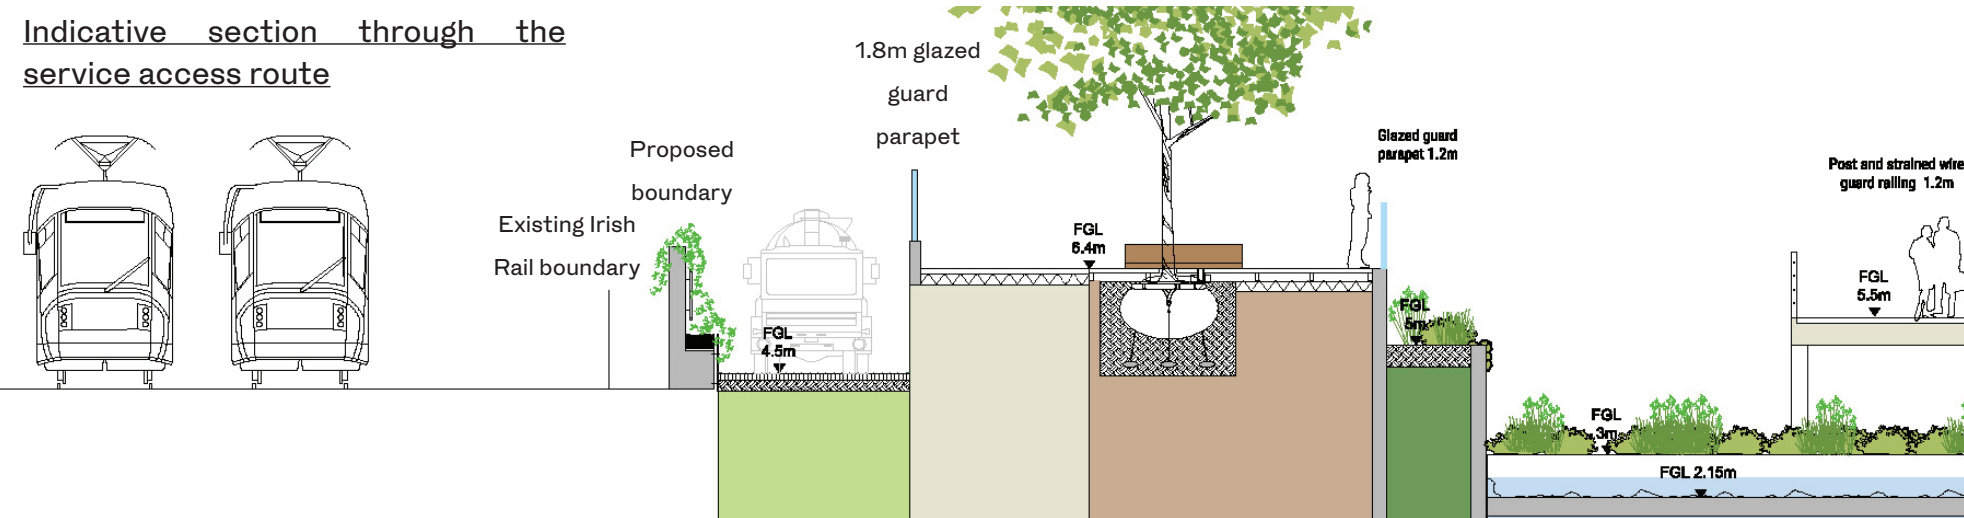 Indicative section through the
service access route
1.8m glazed
guard
parapet
Proposed
boundary
Existing Irish
Rail boundary
Glazed guard
parapet 1.2m
Post and strained wire
guard railing 1.2m
FGL
6.4m
FGL
4.5m
FGL
5m
FGL
5.5m
FGL
3m
FGL 2.15m